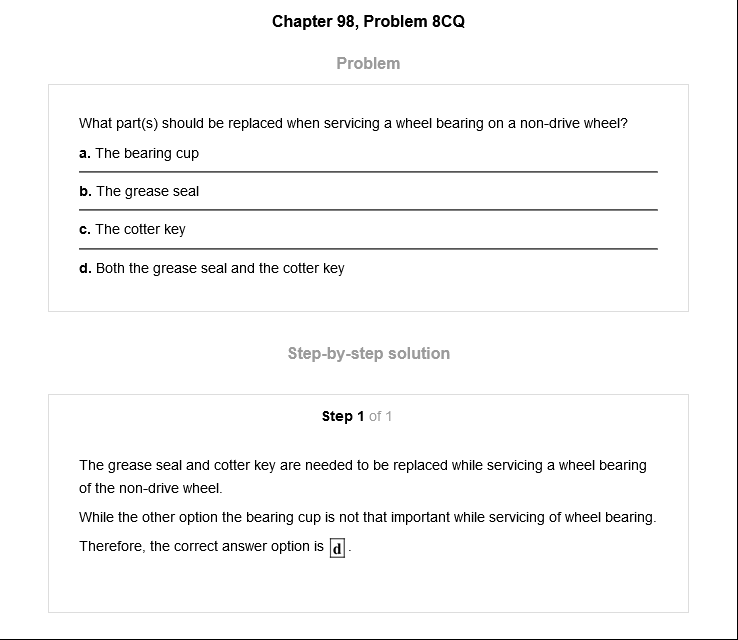 Chapter 98, Problem 8CQ
Problem
What part(s) should be replaced when servicing a wheel bearing on a non-drive wheel?
a. The bearing cup
b. The grease seal
c. The cotter key
d. Both the grease seal and the cotter key
Step-by-step solution
Step 1 of 1
The grease seal and cotter key are needed to be replaced while servicing a wheel bearing
of the non-drive wheel.
While the other option the bearing cup is not that important while servicing of wheel bearing.
Therefore, the correct answer option is d.